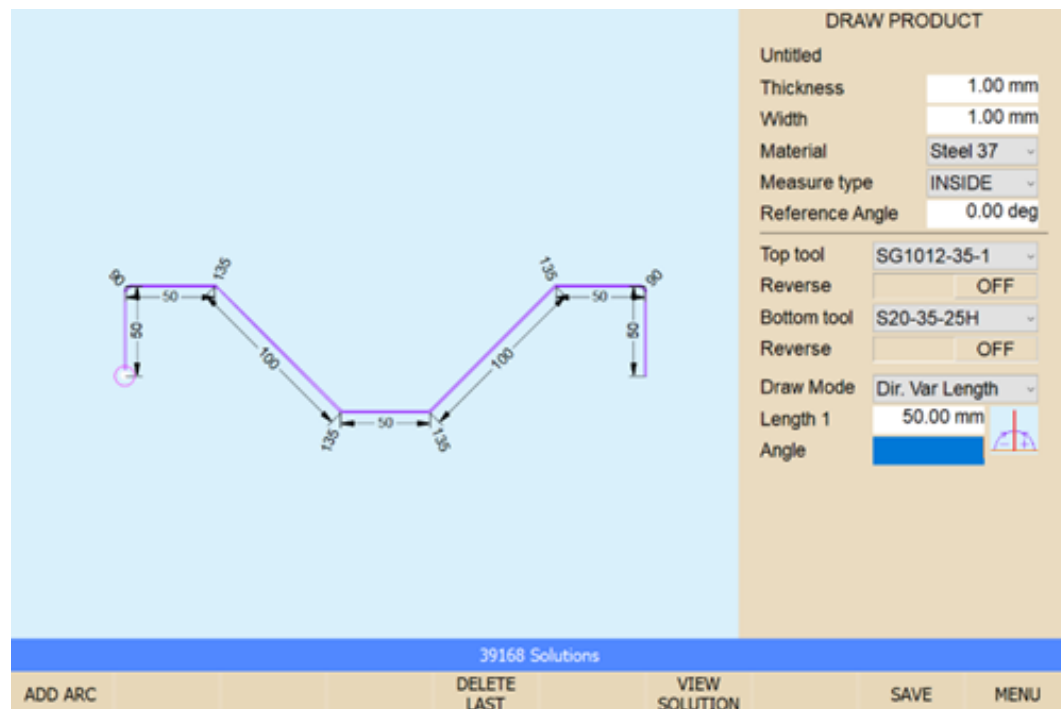 DRAW PRODUCT
Untitled
Thickness 1.00 mm
Width 1.00 mm
Material Steel 37
Measure type INSIDE
Reference Angle 0.00 deg
Top tool SG1012-35-1
Reverse OFF
Bottom tool S20-35-25H
Reverse OFF
Draw Mode Dir. Var Length
Length 1 50.00 mm
Angle
90 135 135 90
50 50
50 50
100 100
50
135 135
39168 Solutions
ADD ARC DELETE LAST VIEW SOLUTION SAVE MENU